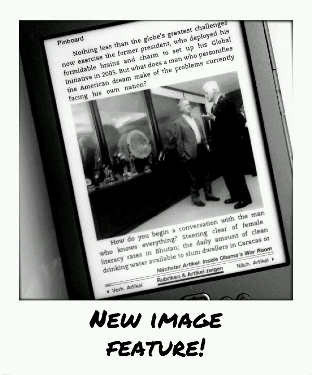 Pinboard
Nothing less than the globe's greatest challenges
now exercise the former president, who deployed his
formidable brains and charm to set up his Global
Initiative in 2005. But what does a man who personifies
the American dream make of the problems currently
facing his own nation?
How do you begin a conversation with the man
who knows everything? Steering clear of female
literacy rates in Bhutan; the daily amount of clean
drinking water available to slum dwellers in Caracas or
Nächster Artikel Inside Obama's War Room
◄ Vorh. Artikel Rubriken & Artikel zeigen Näch. Artikel ►
New image
feature!